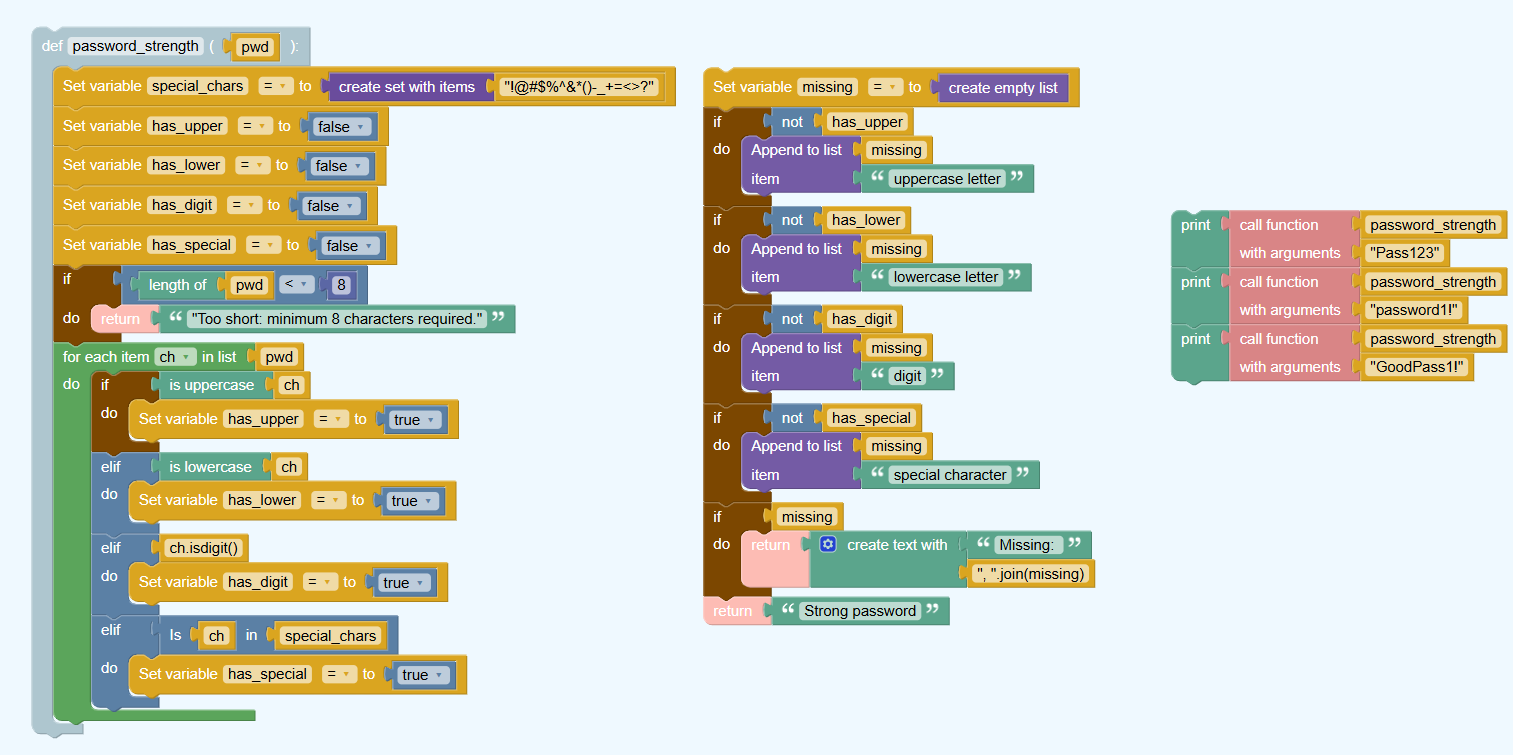 def password_strength ( pwd ):
Set variable special_chars = to create set with items "!@#$%^&*()-_+=<>?"
Set variable has_upper = to false
Set variable has_lower = to false
Set variable has_digit = to false
Set variable has_special = to false
if length of pwd < 8
do return “ "Too short: minimum 8 characters required." ”
for each item ch in list pwd
do if is uppercase ch
do Set variable has_upper = to true
elif is lowercase ch
do Set variable has_lower = to true
elif ch.isdigit()
do Set variable has_digit = to true
elif Is ch in special_chars
do Set variable has_special = to true
Set variable missing = to create empty list
if not has_upper
do Append to list missing
item “ uppercase letter ”
if not has_lower
do Append to list missing
item “ lowercase letter ”
if not has_digit
do Append to list missing
item “ digit ”
if not has_special
do Append to list missing
item “ special character ”
if missing
do return create text with “ Missing: ”
", ".join(missing)
return “ Strong password ”
print call function password_strength
with arguments "Pass123"
print call function password_strength
with arguments "password1!"
print call function password_strength
with arguments "GoodPass1!"